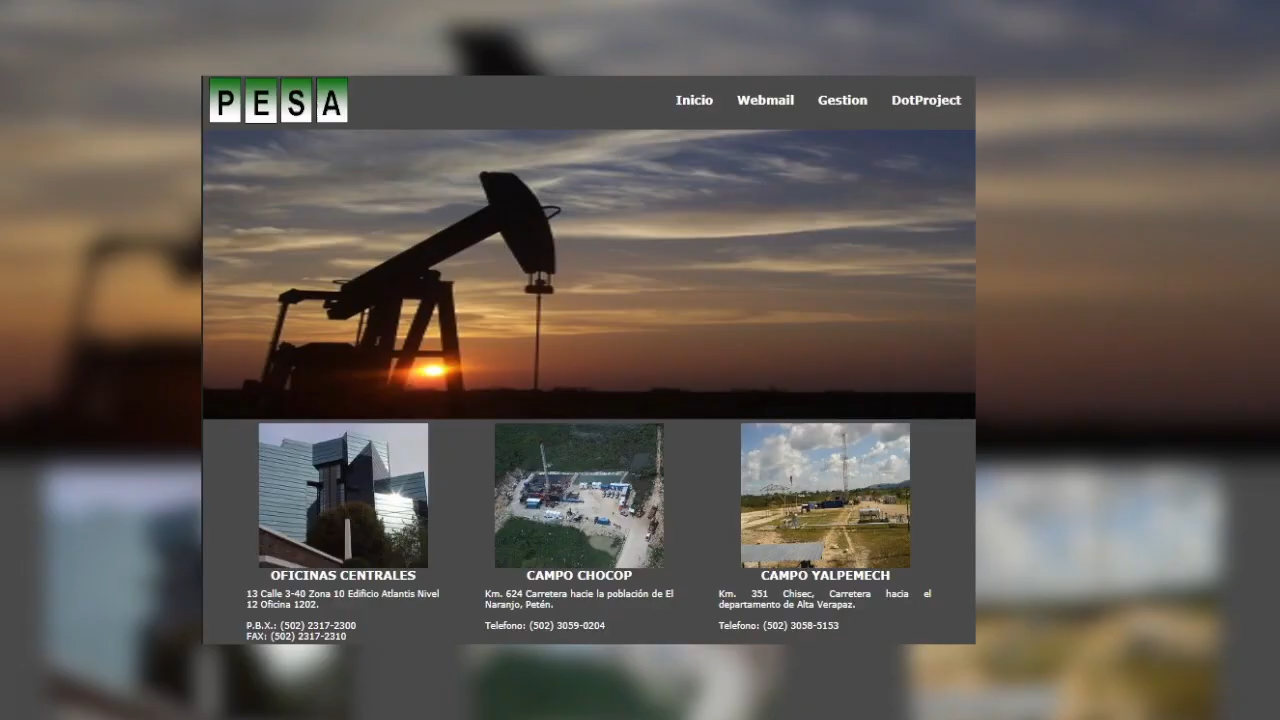 PESA
Inicio Webmail Gestion DotProject
OFICINAS CENTRALES
13 Calle 3-40 Zona 10 Edificio Atlantis Nivel
12 Oficina 1202.
P.B.X.: (502) 2317-2300
FAX: (502) 2317-2310
CAMPO CHOCOP
Km. 624 Carretera hacie la población de El
Naranjo, Petén.
Telefono: (502) 3059-0204
CAMPO YALPEMECH
Km. 351 Chisec, Carretera hacia el
departamento de Alta Verapaz.
Telefono: (502) 3058-5153